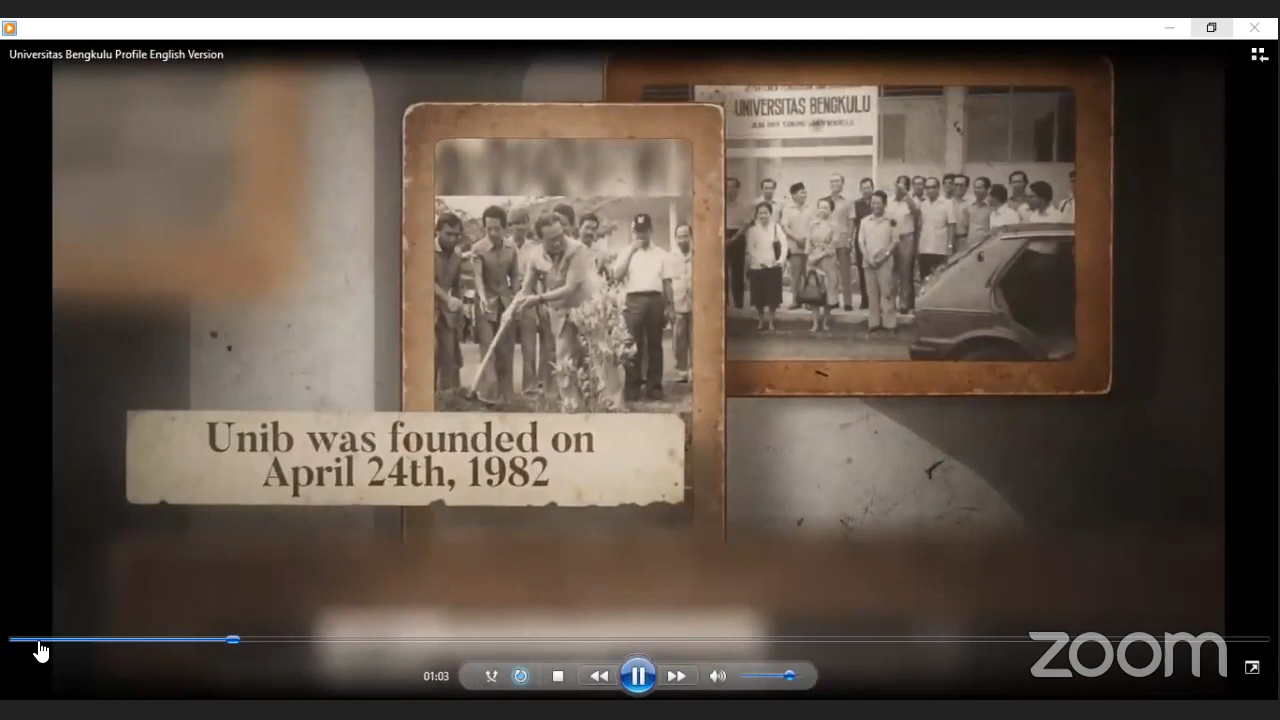 Universitas Bengkulu Profile English Version
UNIVERSITAS BENGKULU
Unib was founded on
April 24th, 1982
01:03
zoom